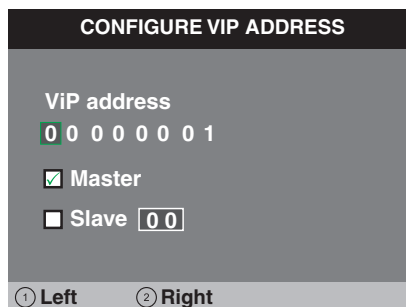 CONFIGURE VIP ADDRESS
ViP address
0 0 0 0 0 0 0 1
Master
Slave 0 0
1 Left 2 Right